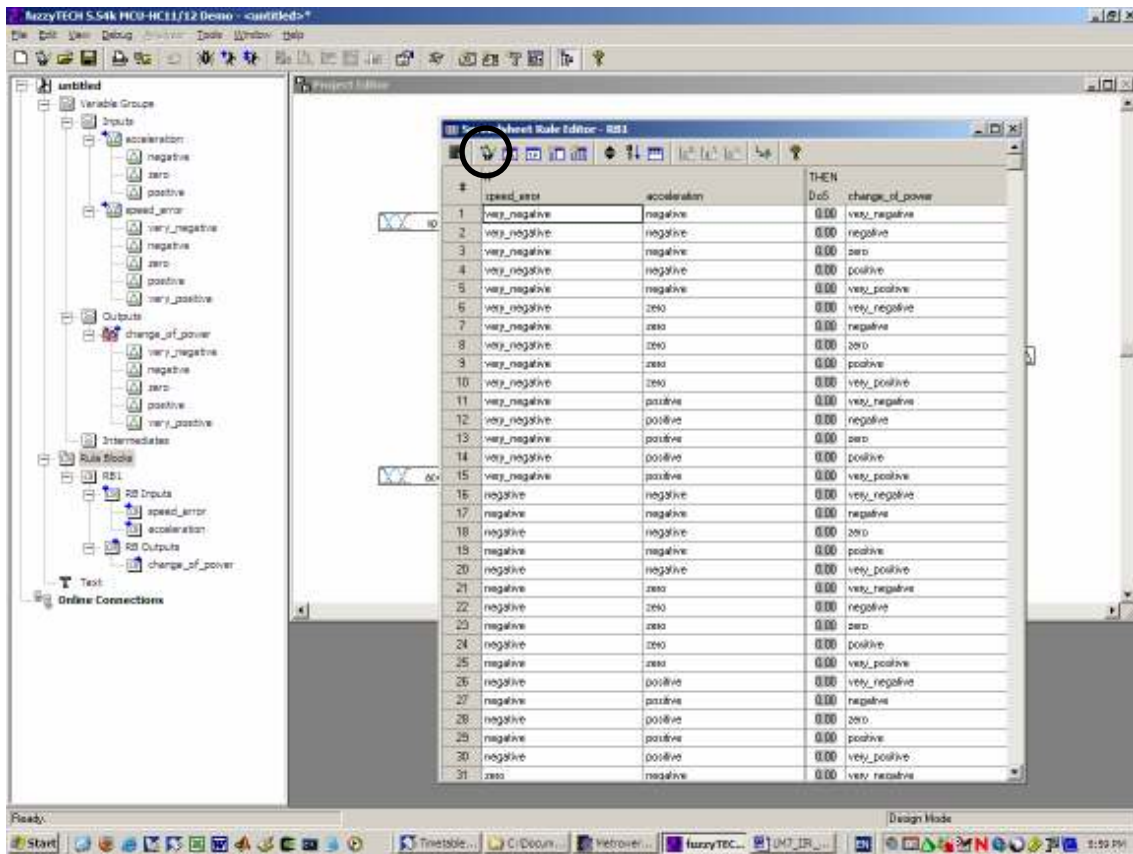 fuzzyTECH 5.54k MCU-HC11/12 Demo - <untitled>*
File Edit View Debug Analyzer Tools Window Help
untitled
Variable Groups
Inputs
acceleration
negative
zero
positive
speed_error
very_negative
negative
zero
positive
very_positive
Outputs
change_of_power
very_negative
negative
zero
positive
very_positive
Intermediates
Rule Blocks
RB1
RB Inputs
speed_error
acceleration
RB Outputs
change_of_power
T Text
Online Connections
Project Editor
Spreadsheet Rule Editor - RB1
IF THEN
# speed_error acceleration DoS change_of_power
1 very_negative negative 0.00 very_negative
2 very_negative negative 0.00 negative
3 very_negative negative 0.00 zero
4 very_negative negative 0.00 positive
5 very_negative negative 0.00 very_positive
6 very_negative zero 0.00 very_negative
7 very_negative zero 0.00 negative
8 very_negative zero 0.00 zero
9 very_negative zero 0.00 positive
10 very_negative zero 0.00 very_positive
11 very_negative positive 0.00 very_negative
12 very_negative positive 0.00 negative
13 very_negative positive 0.00 zero
14 very_negative positive 0.00 positive
15 very_negative positive 0.00 very_positive
16 negative negative 0.00 very_negative
17 negative negative 0.00 negative
18 negative negative 0.00 zero
19 negative negative 0.00 positive
20 negative negative 0.00 very_positive
21 negative zero 0.00 very_negative
22 negative zero 0.00 negative
23 negative zero 0.00 zero
24 negative zero 0.00 positive
25 negative zero 0.00 very_positive
26 negative positive 0.00 very_negative
27 negative positive 0.00 negative
28 negative positive 0.00 zero
29 negative positive 0.00 positive
30 negative positive 0.00 very_positive
31 zero negative 0.00 very_negative
Ready. Design Mode
Start Timetable... C:\Docum... Metrower... fuzzyTEC... EN 1:59 PM